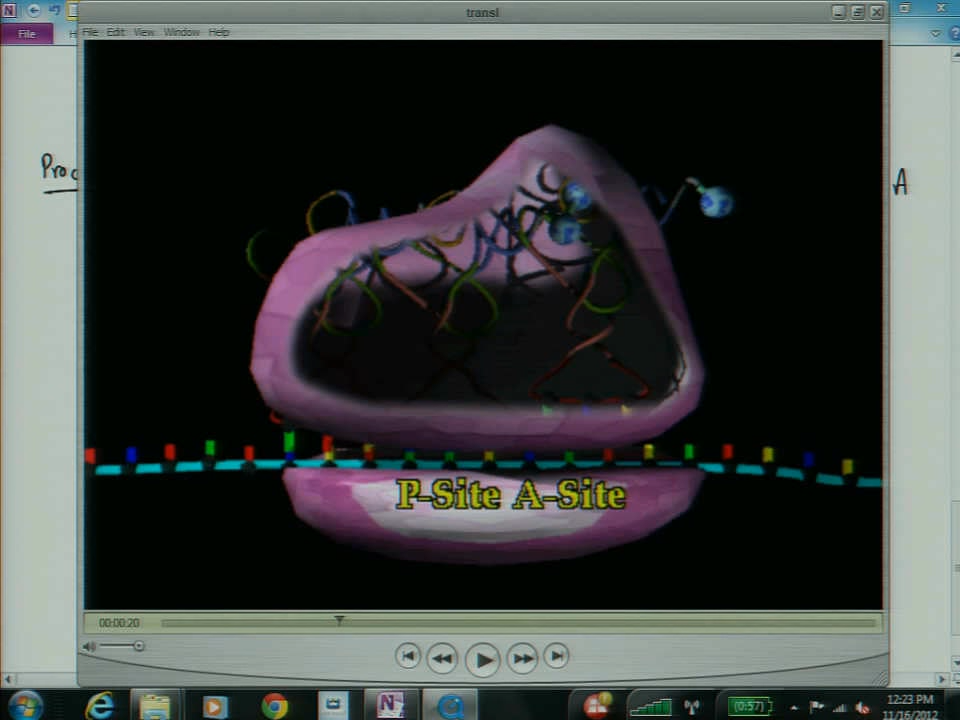 transl
File
File Edit View Window Help
Proc
A
P-Site A-Site
00:00:20
(0:57)
12:23 PM
11/16/2012